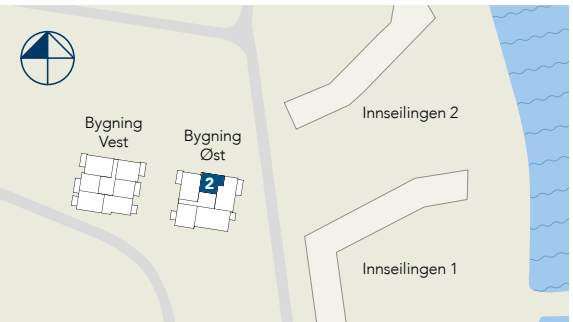 Innseilingen 2
Bygning
Vest
Bygning
Øst
2
Innseilingen 1